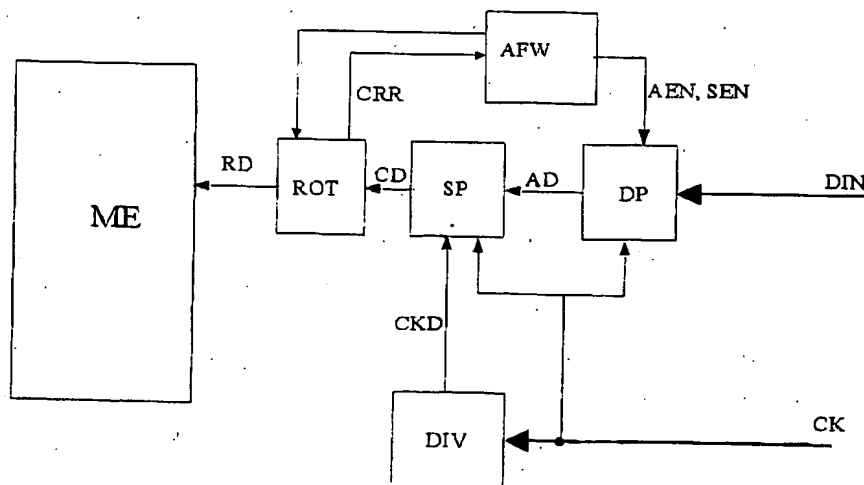 AFW
CRR
AEN, SEN
RD
CD
AD
DIN
ME
ROT
SP
DP
CKD
CK
DIV